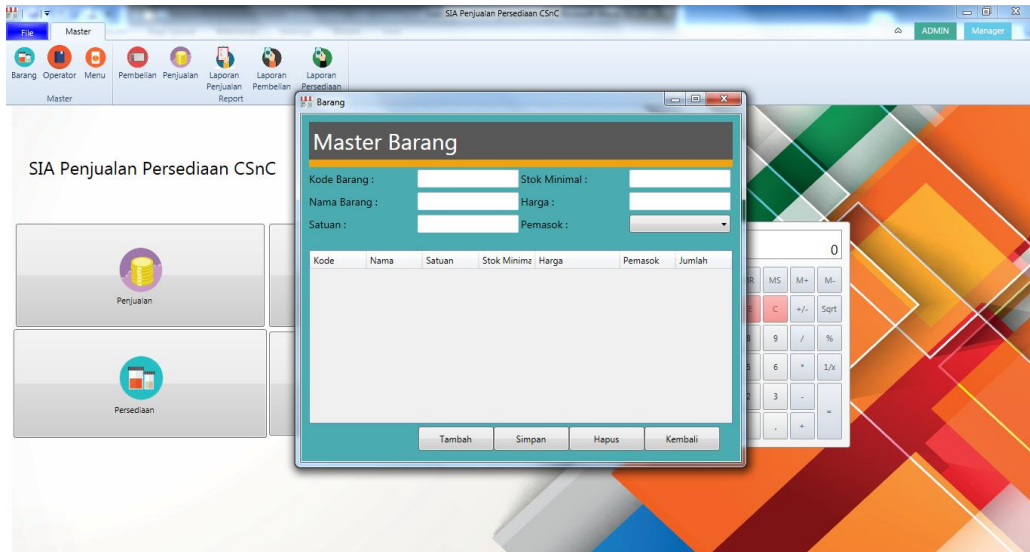 SIA Penjualan Persediaan CSnC
File Master ADMIN Manager
Barang Operator Menu Pembelian Penjualan Laporan Penjualan Laporan Pembelian Laporan Persediaan
Master Report
Barang
Master Barang
SIA Penjualan Persediaan CSnC
Kode Barang : Stok Minimal :
Nama Barang : Harga :
Satuan : Pemasok :
Kode Nama Satuan Stok Minima Harga Pemasok Jumlah
0
MS M+ M-
C +/- Sqrt
9 / %
6 * 1/x
3 - =
, +
Penjualan
Persediaan
Tambah Simpan Hapus Kembali